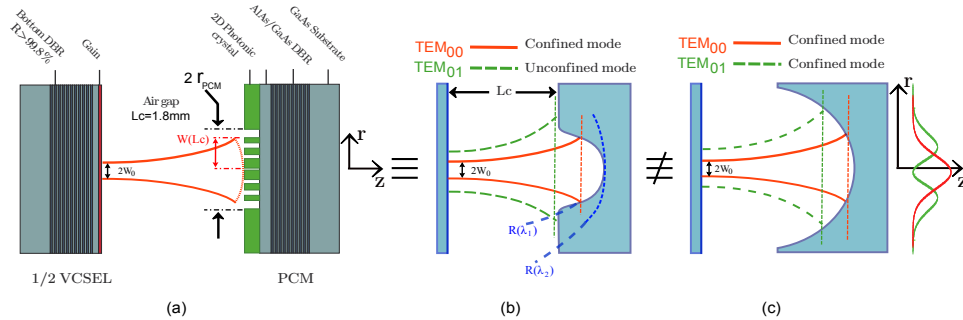 Bottom DBR
R>99.8%
Gain
2D Photonic
crystal
AlAs/GaAs DBR
GaAs Substrate
2 r_PCM
Air gap
Lc=1.8mm
W(Lc)
2W₀
r
z
1/2 VCSEL
PCM
(a)
≡
TEM₀₀ Confined mode
TEM₀₁ Unconfined mode
Lc
2W₀
R(λ₁)
R(λ₂)
(b)
≠
TEM₀₀ Confined mode
TEM₀₁ Confined mode
2W₀
r
z
(c)